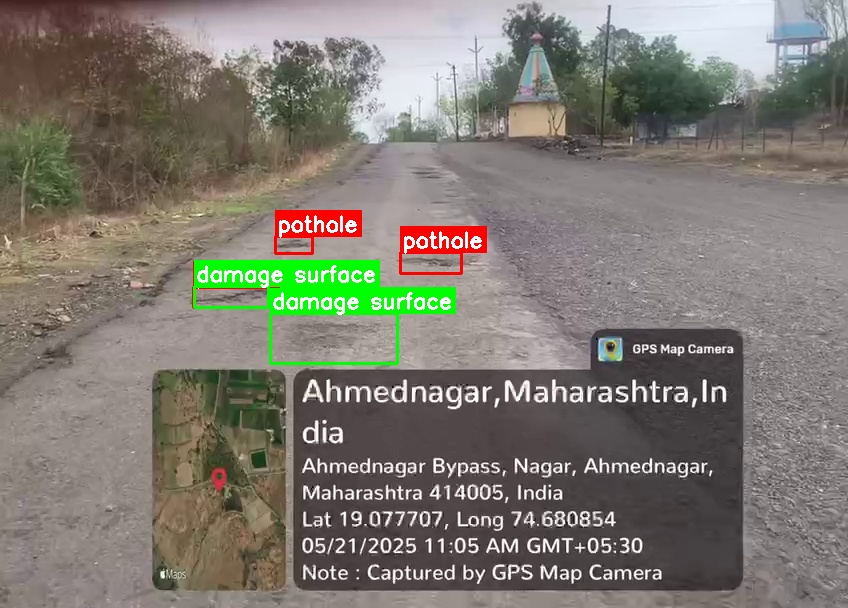 pothole
pothole
damage surface
damage surface
GPS Map Camera
Ahmednagar,Maharashtra,In
dia
Ahmednagar Bypass, Nagar, Ahmednagar,
Maharashtra 414005, India
Lat 19.077707, Long 74.680854
05/21/2025 11:05 AM GMT+05:30
Note : Captured by GPS Map Camera
Maps